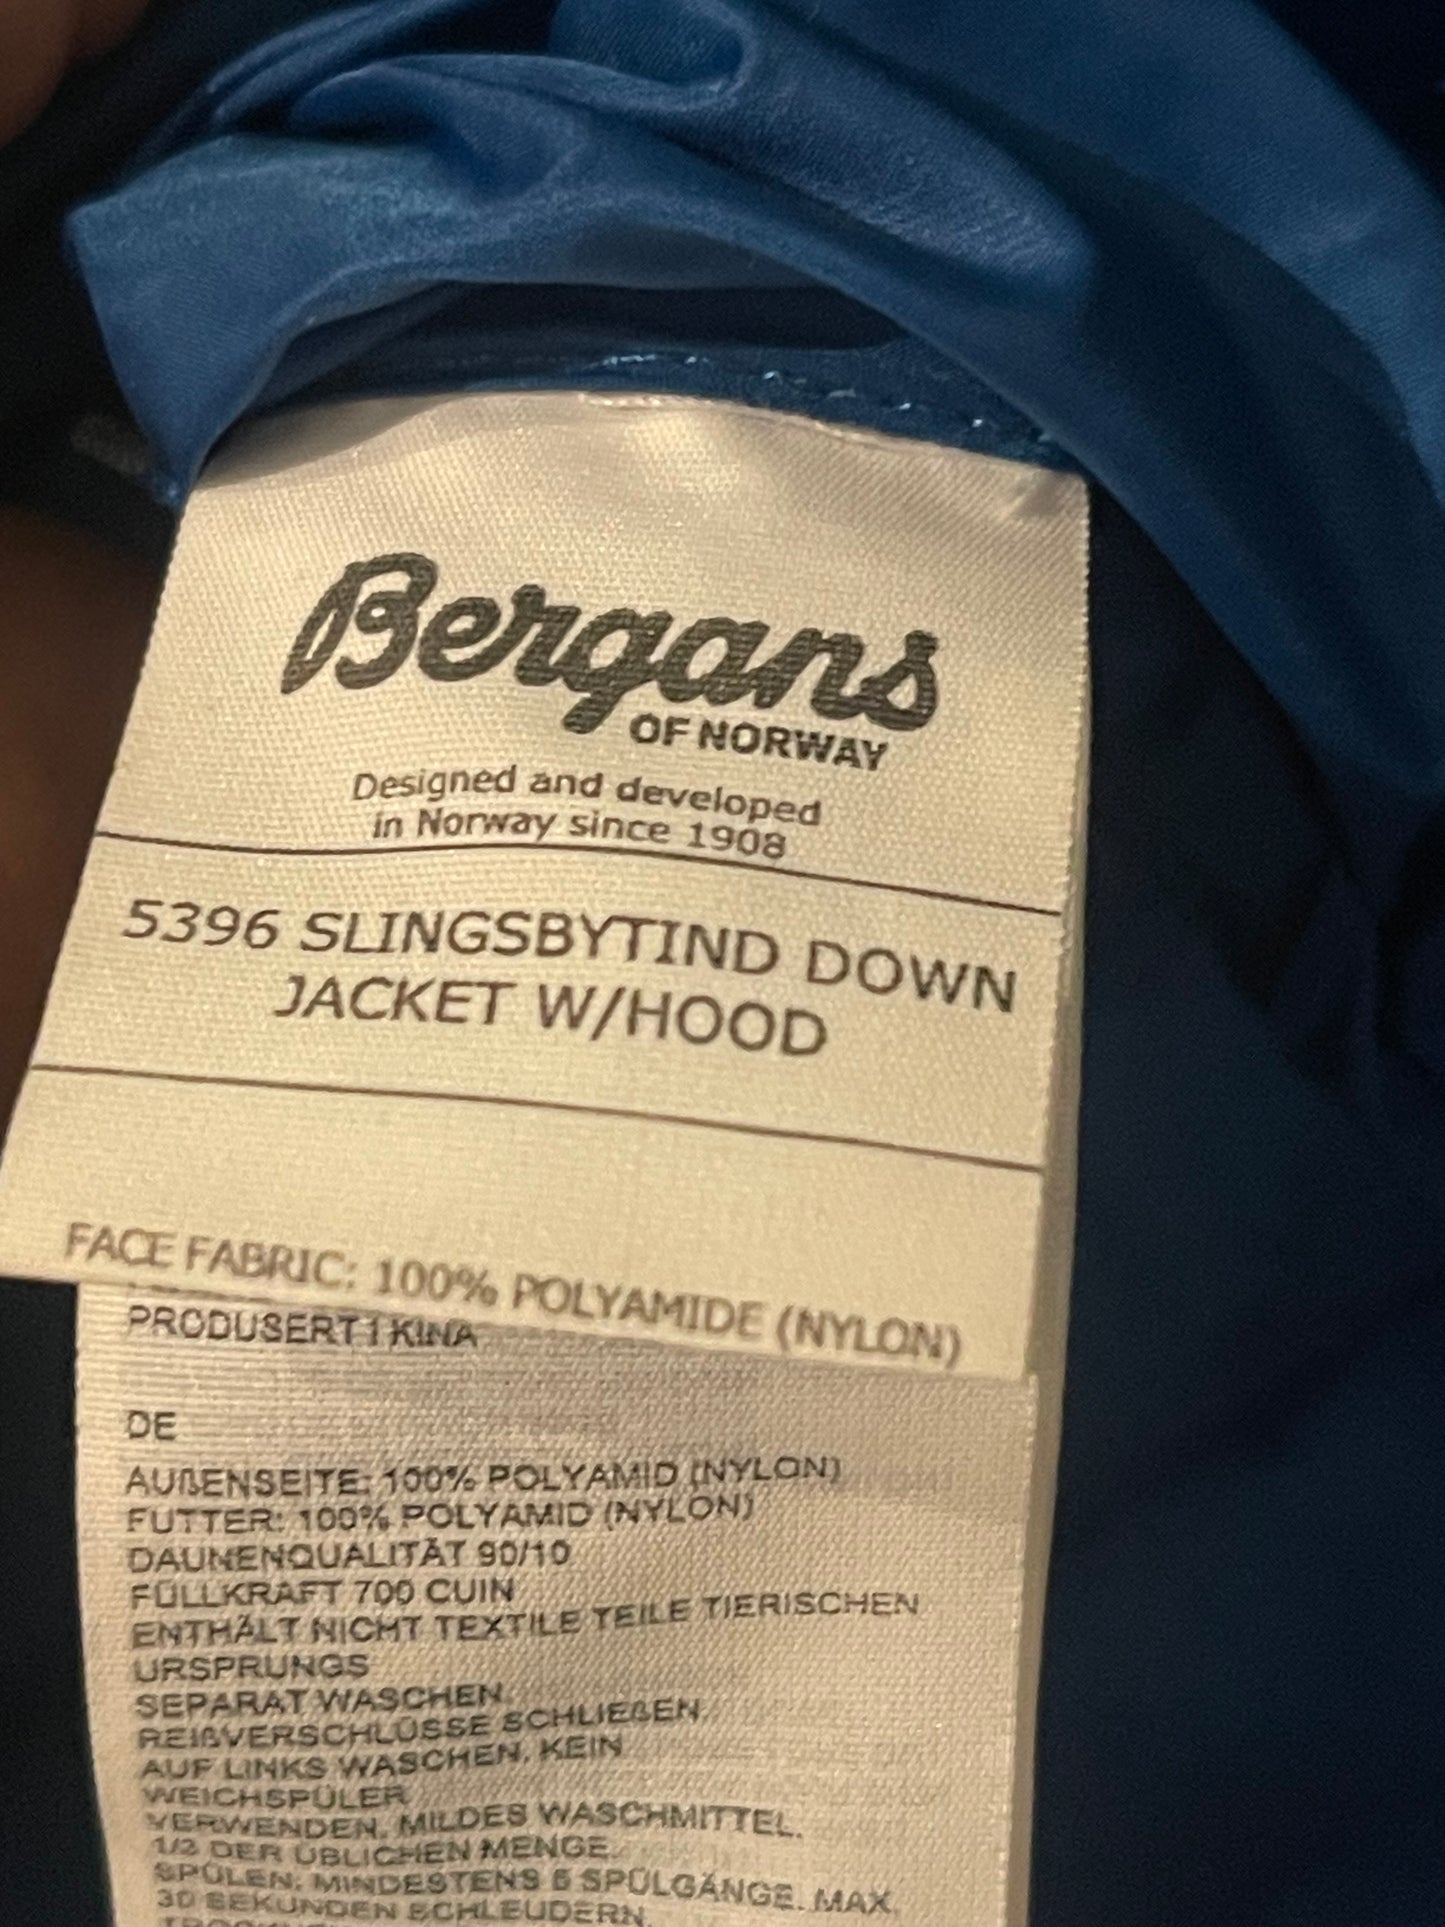 Bergans
OF NORWAY
Designed and developed
in Norway since 1908
5396 SLINGSBYTIND DOWN
JACKET W/HOOD
FACE FABRIC: 100% POLYAMIDE (NYLON)
PRODUSERT I KINA
DE
AUßENSEITE: 100% POLYAMID (NYLON)
FUTTER: 100% POLYAMID (NYLON)
DAUNENQUALITÄT 90/10
FÜLLKRAFT 700 CUIN
ENTHÄLT NICHT TEXTILE TEILE TIERISCHEN
URSPRUNGS
SEPARAT WASCHEN.
REIßVERSCHLÜSSE SCHLIEßEN.
AUF LINKS WASCHEN. KEIN
WEICHSPÜLER
VERWENDEN. MILDES WASCHMITTEL.
DER ÜBLICHEN MENGE.
SPÜLEN: MINDESTENS 5 SPÜLGÄNGE. MAX.
30 SEKUNDEN SCHLEUDERN.